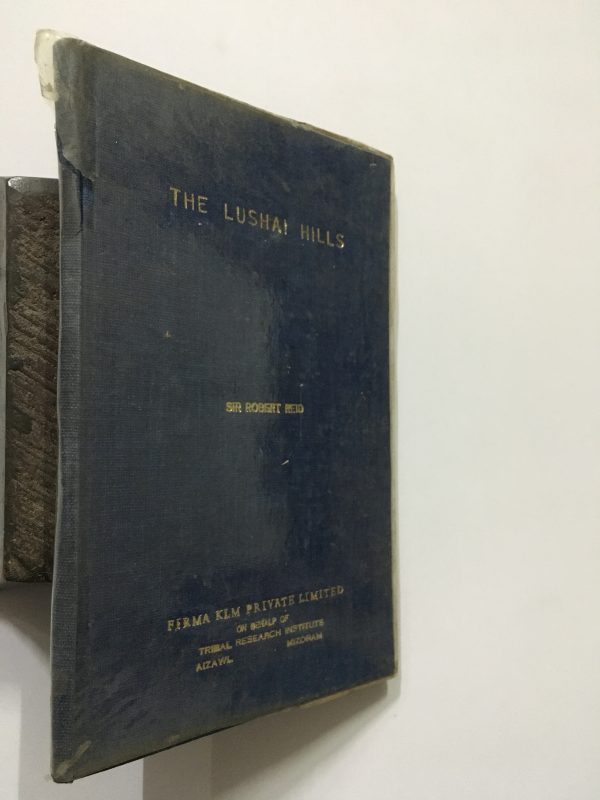 THE LUSHAI HILLS
SIR ROBERT REID
FIRMA KLM PRIVATE LIMITED
ON BEHALF OF
TRIBAL RESEARCH INSTITUTE
AIZAWL MIZORAM